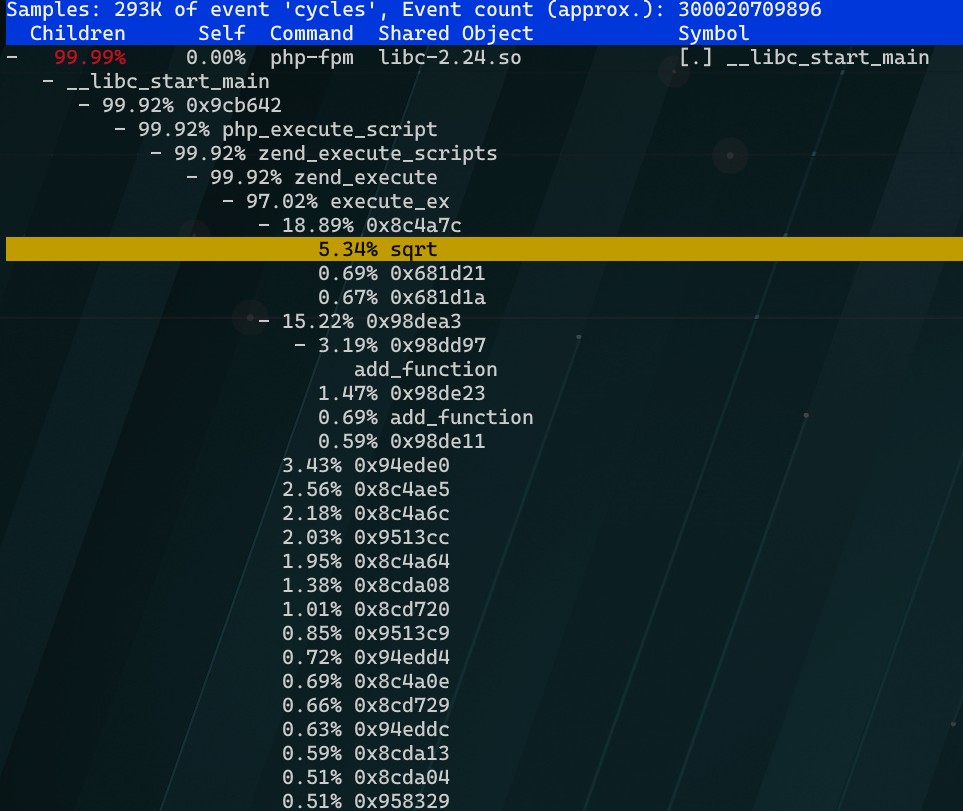 Samples: 293K of event 'cycles', Event count (approx.): 300020709896
Children Self Command Shared Object Symbol
- 99.99% 0.00% php-fpm libc-2.24.so [.] __libc_start_main
- __libc_start_main
- 99.92% 0x9cb642
- 99.92% php_execute_script
- 99.92% zend_execute_scripts
- 99.92% zend_execute
- 97.02% execute_ex
- 18.89% 0x8c4a7c
5.34% sqrt
0.69% 0x681d21
0.67% 0x681d1a
- 15.22% 0x98dea3
- 3.19% 0x98dd97
add_function
1.47% 0x98de23
0.69% add_function
0.59% 0x98de11
3.43% 0x94ede0
2.56% 0x8c4ae5
2.18% 0x8c4a6c
2.03% 0x9513cc
1.95% 0x8c4a64
1.38% 0x8cda08
1.01% 0x8cd720
0.85% 0x9513c9
0.72% 0x94edd4
0.69% 0x8c4a0e
0.66% 0x8cd729
0.63% 0x94eddc
0.59% 0x8cda13
0.51% 0x8cda04
0.51% 0x958329